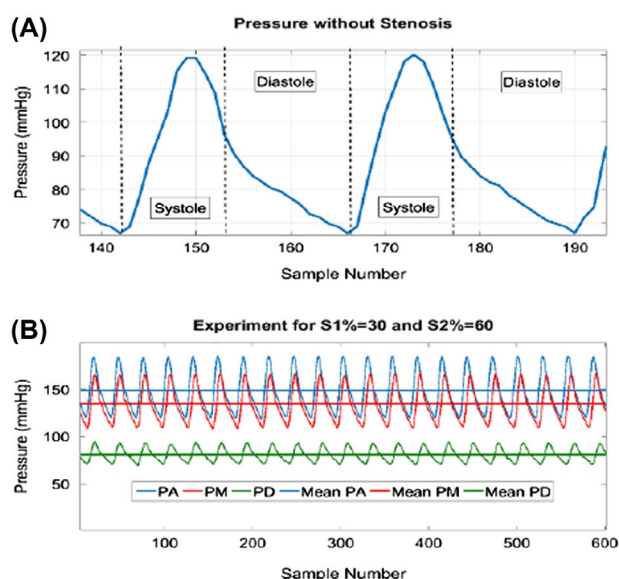 (A)
Pressure without Stenosis
Pressure (mmHg)
120
110
100
90
80
70
Diastole
Diastole
Systole
Systole
140 150 160 170 180 190
Sample Number
(B)
Experiment for S1%=30 and S2%=60
Pressure (mmHg)
150
100
50
PA PM PD Mean PA Mean PM Mean PD
100 200 300 400 500 600
Sample Number